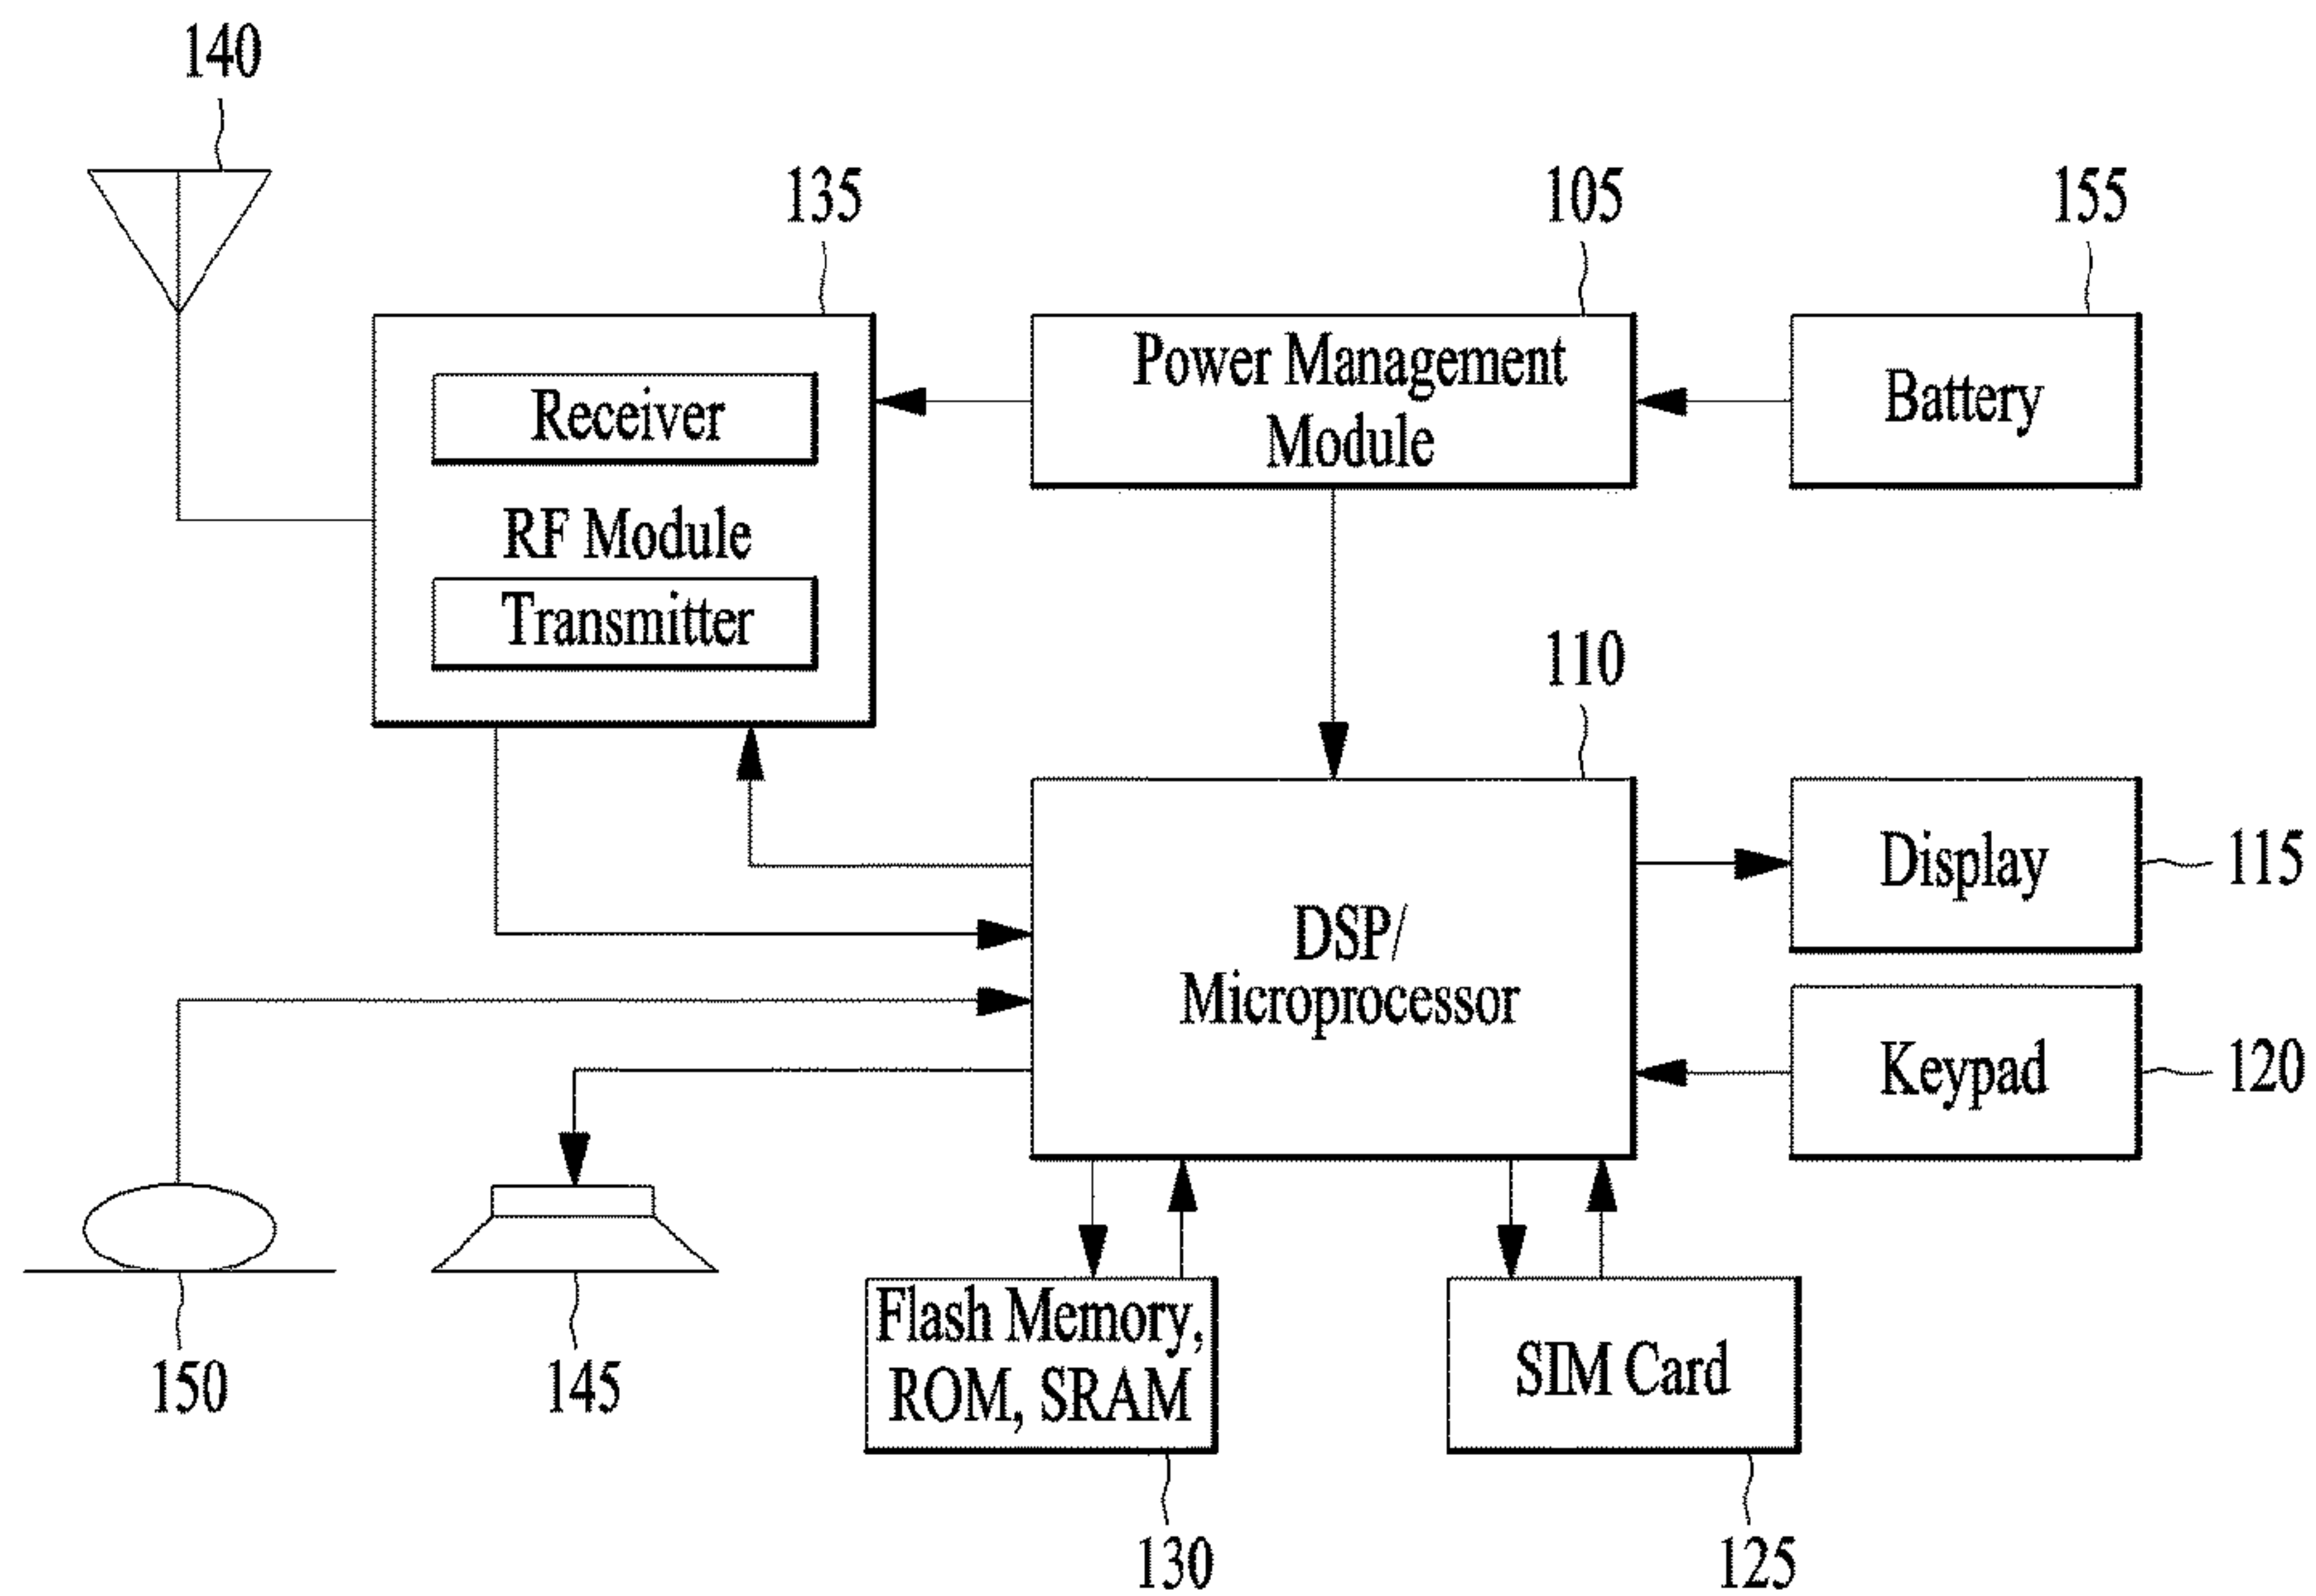 140
135
105
155
Receiver
RF Module
Transmitter
Power Management
Module
Battery
110
DSP/
Microprocessor
Display
115
Keypad
120
150
145
Flash Memory,
ROM, SRAM
130
SIM Card
125